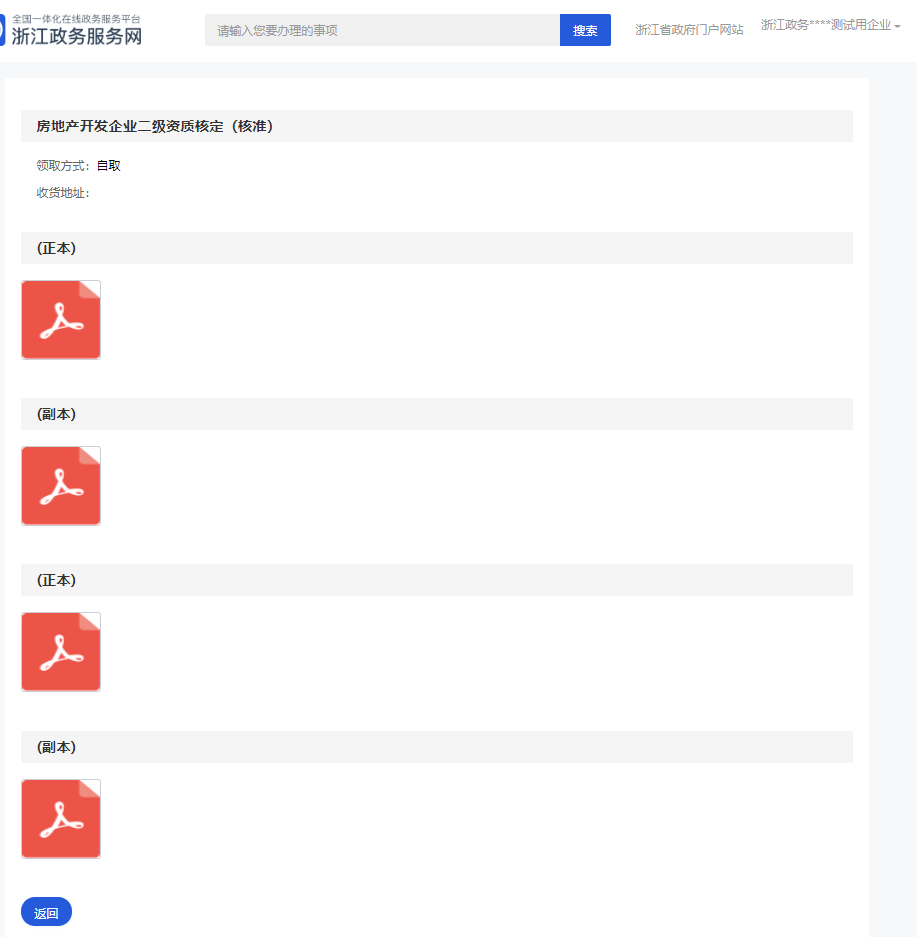 全国一体化在线政务服务平台
浙江政务服务网
请输入您要办理的事项
搜索
浙江省政府门户网站
浙江政务****测试用企业
房地产开发企业二级资质核定（核准）
领取方式：自取
收货地址：
(正本)
(副本)
(正本)
(副本)
返回